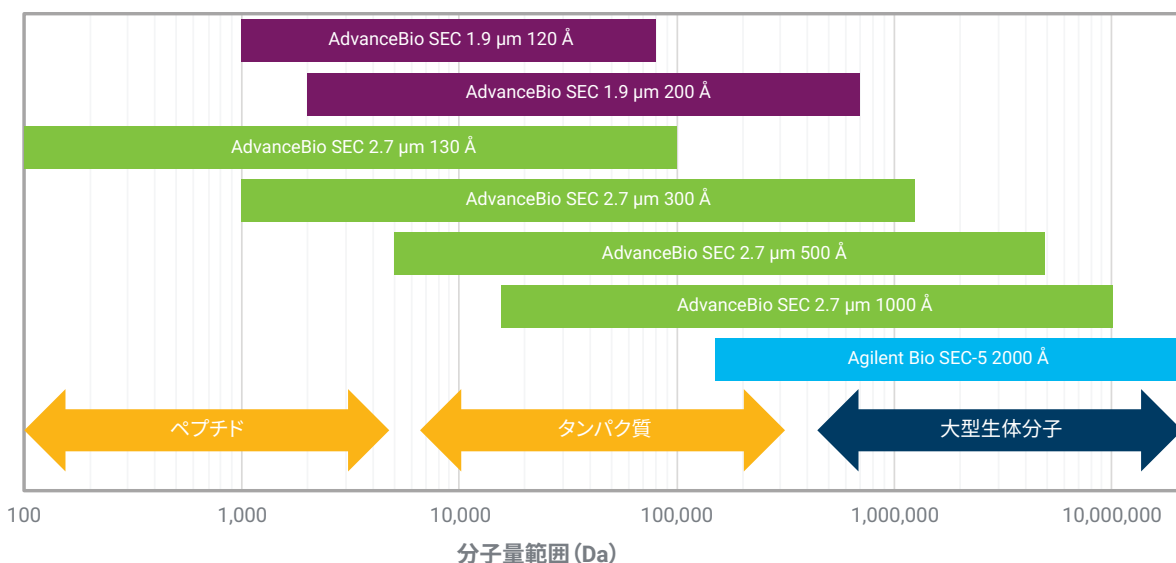 AdvanceBio SEC 1.9 µm 120 Å
AdvanceBio SEC 1.9 µm 200 Å
AdvanceBio SEC 2.7 µm 130 Å
AdvanceBio SEC 2.7 µm 300 Å
AdvanceBio SEC 2.7 µm 500 Å
AdvanceBio SEC 2.7 µm 1000 Å
Agilent Bio SEC-5 2000 Å
ペプチド タンパク質 大型生体分子
100 1,000 10,000 100,000 1,000,000 10,000,000
分子量範囲 (Da)